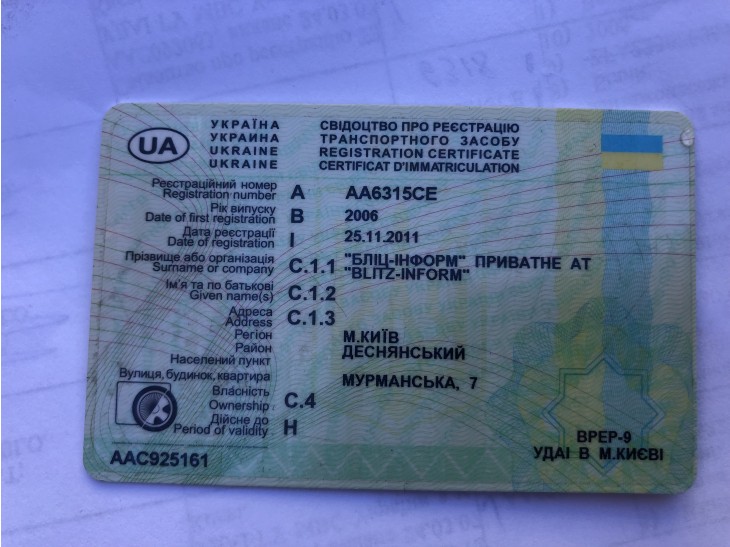 UA
УКРАЇНА
УКРАИНА
UKRAINE
UKRAINE
СВІДОЦТВО ПРО РЕЄСТРАЦІЮ
ТРАНСПОРТНОГО ЗАСОБУ
REGISTRATION CERTIFICATE
CERTIFICAT D'IMMATRICULATION
Реєстраційний номер
Registration number A AA6315CE
Рік випуску
Date of first registration B 2006
Дата реєстрації
Date of registration I 25.11.2011
Прізвище або організація
Surname or company C.1.1 "БЛІЦ-ІНФОРМ" ПРИВАТНЕ АТ
"BLITZ-INFORM"
Ім'я та по батькові
Given name(s) C.1.2
Адреса
Address C.1.3
Регіон М.КИЇВ
Район ДЕСНЯНСЬКИЙ
Населений пункт
Вулиця, будинок, квартира МУРМАНСЬКА, 7
Власність
Ownership C.4
Дійсне до
Period of validity H
ВРЕР-9
УДАІ В М.КИЄВІ
AAC925161